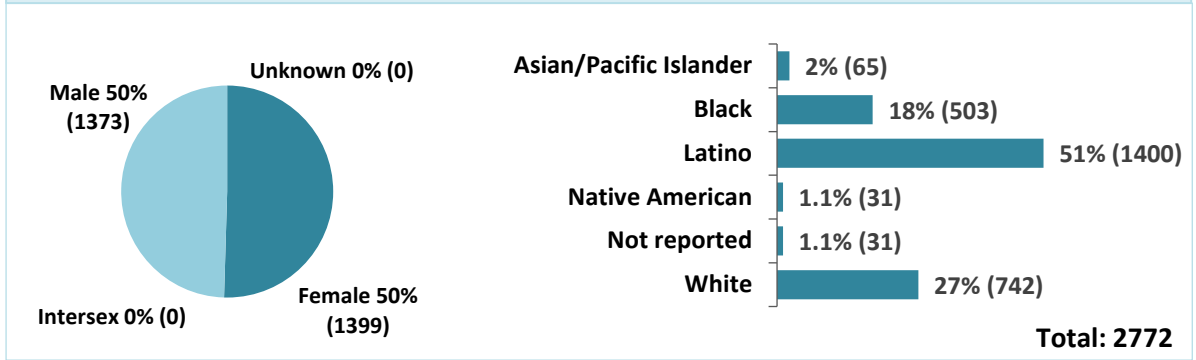 Unknown 0% (0)
Male 50%
(1373)
Intersex 0% (0)
Female 50%
(1399)
Asian/Pacific Islander 2% (65)
Black 18% (503)
Latino 51% (1400)
Native American 1.1% (31)
Not reported 1.1% (31)
White 27% (742)
Total: 2772